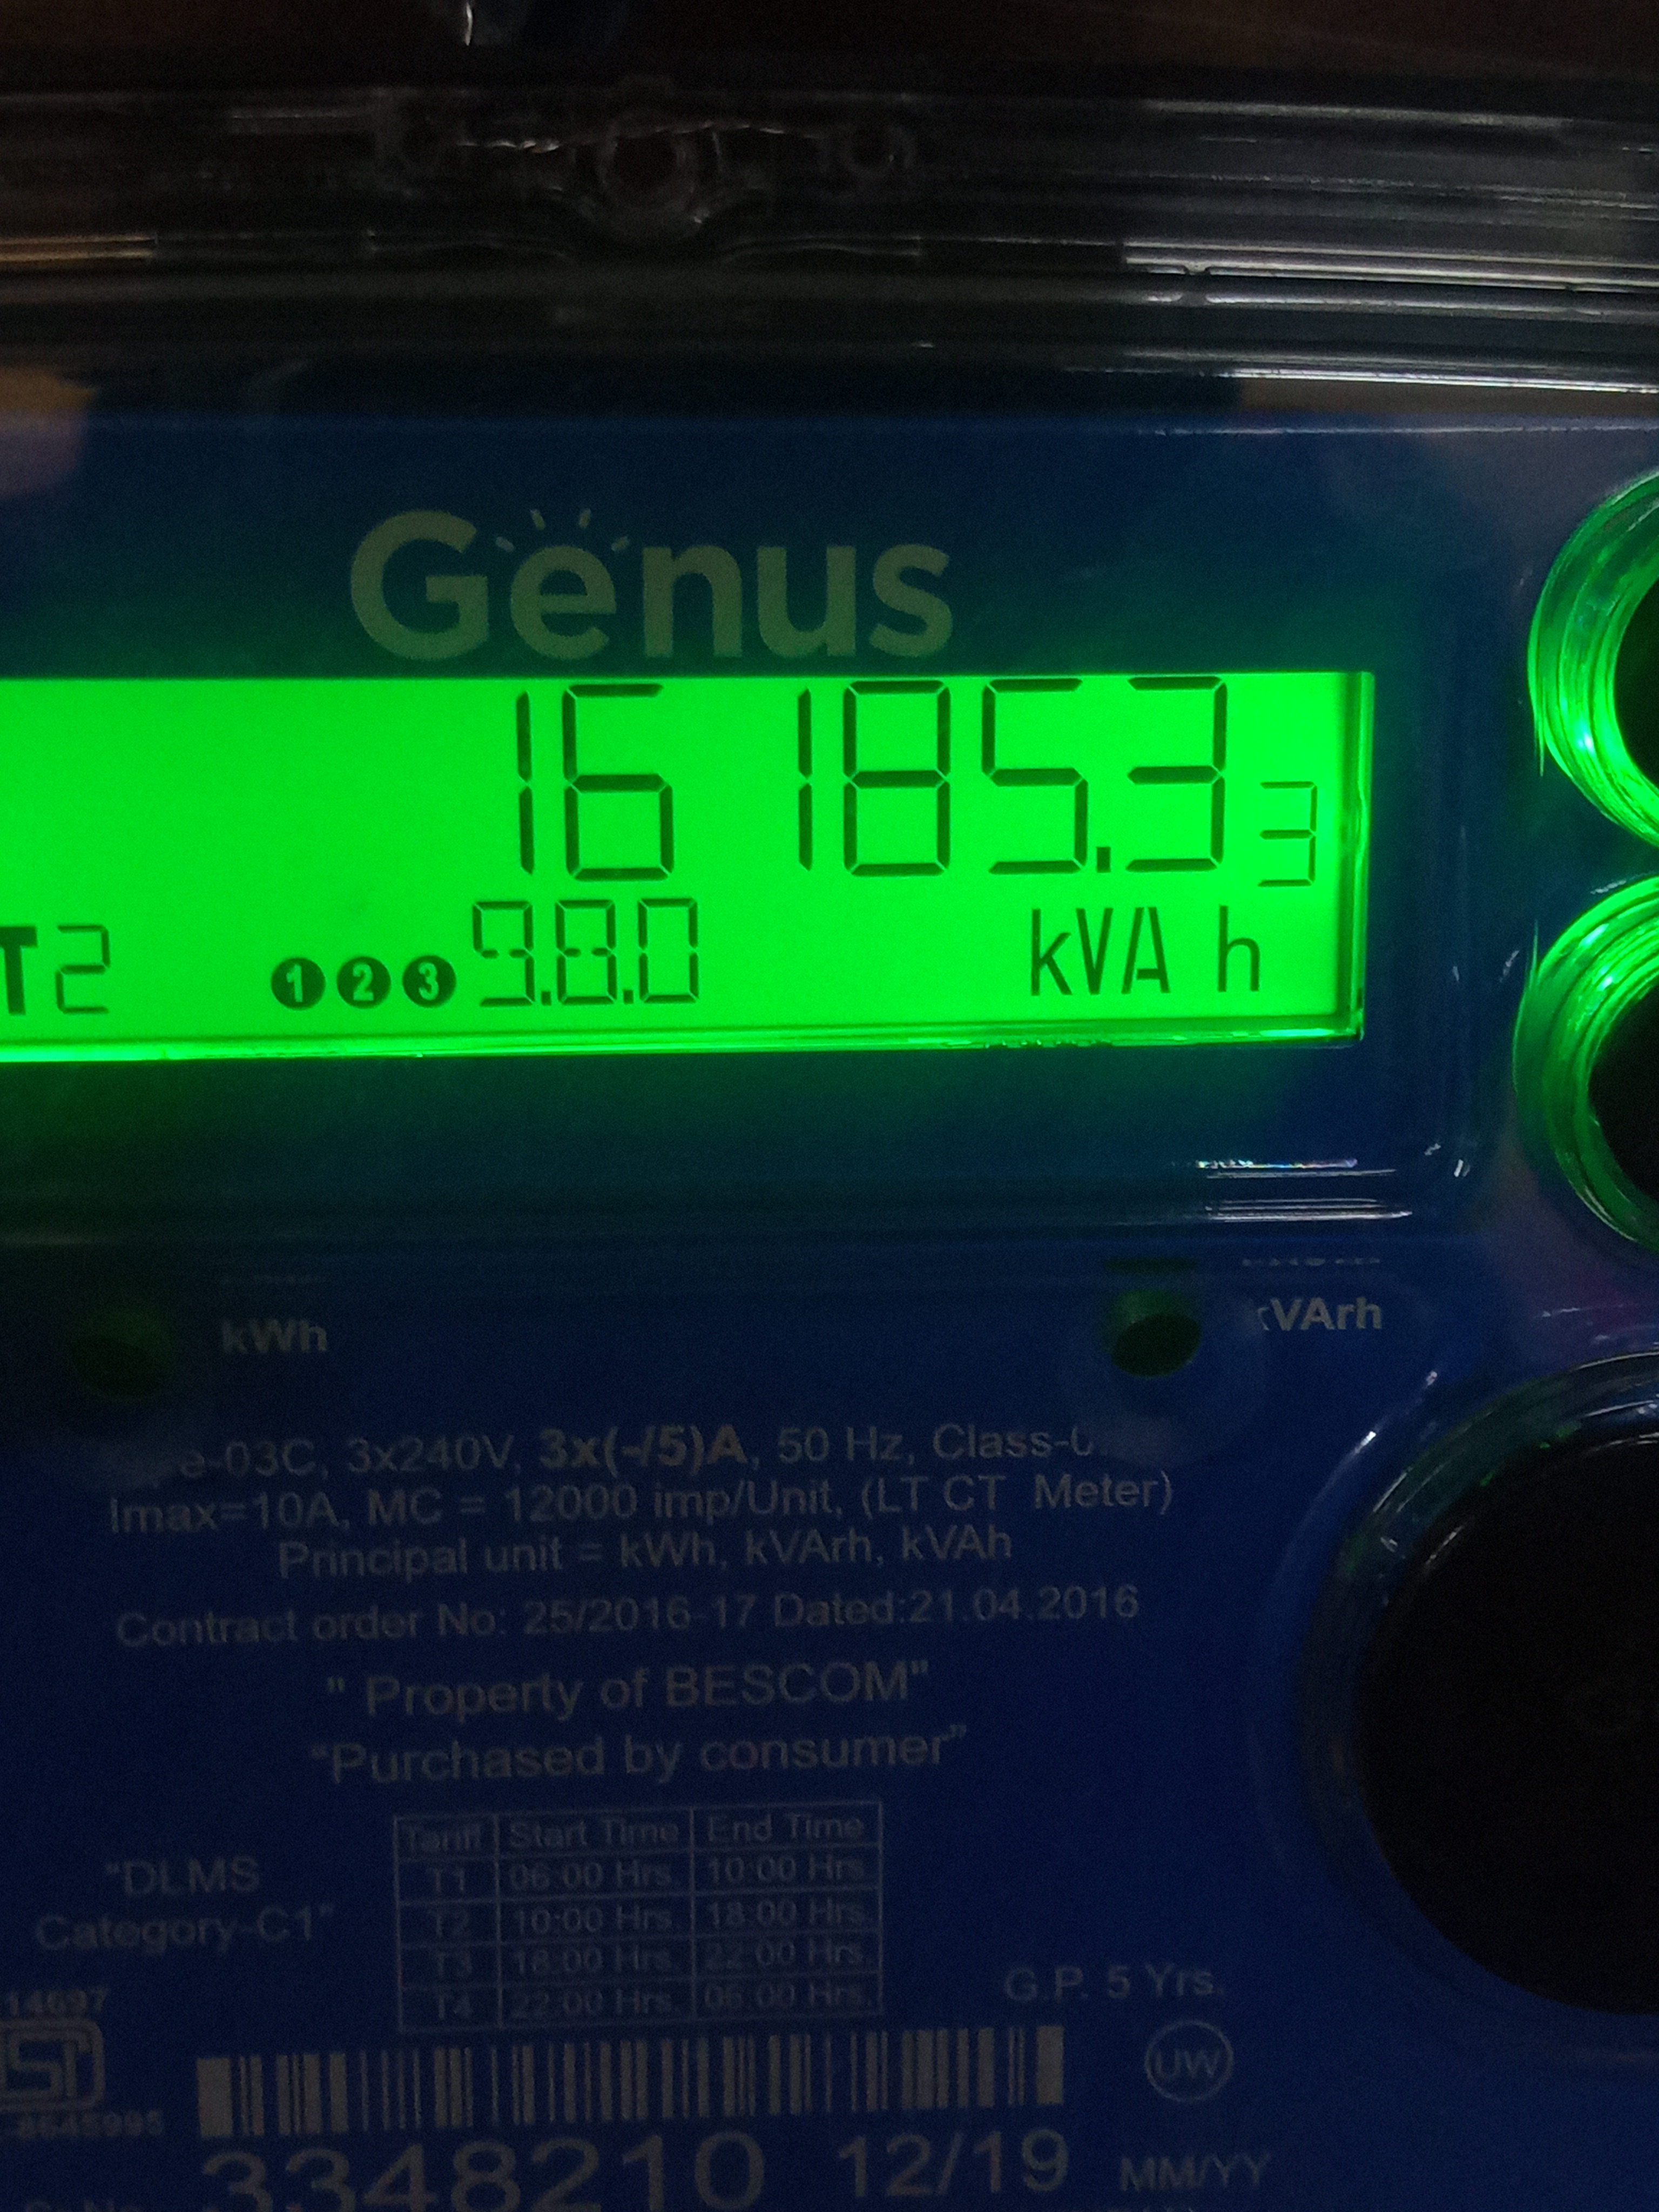 Genus
16185.33
T2 1 2 3 9.8.0 kVA h
kWh
VArh
-03C, 3x240V, 3x(-/5)A, 50 Hz, Class-0
Imax=10A, MC = 12000 imp/Unit, (LT CT Meter)
Principal unit = kWh, kVArh, kVAh
Contract order No: 25/2016-17 Dated:21.04.2016
" Property of BESCOM"
"Purchased by consumer"
Tariff Start Time End Time
T1 06:00 Hrs. 10:00 Hrs.
T2 10:00 Hrs. 18:00 Hrs.
T3 18:00 Hrs. 22:00 Hrs.
T4 22:00 Hrs. 06:00 Hrs.
"DLMS
Category-C1"
G.P. 5 Yrs.
14697
UW
3348210 12/19 MM/YY